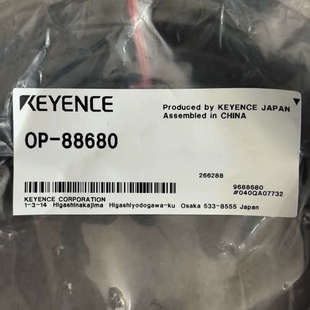 KEYENCE
Produced by KEYENCE JAPAN
Assembled in CHINA
OP-88680
266288
9688680
#040QA07732
KEYENCE CORPORATION
1-3-14 Higashinakajima Higashiyodogawa-ku Osaka 533-8555 Japan